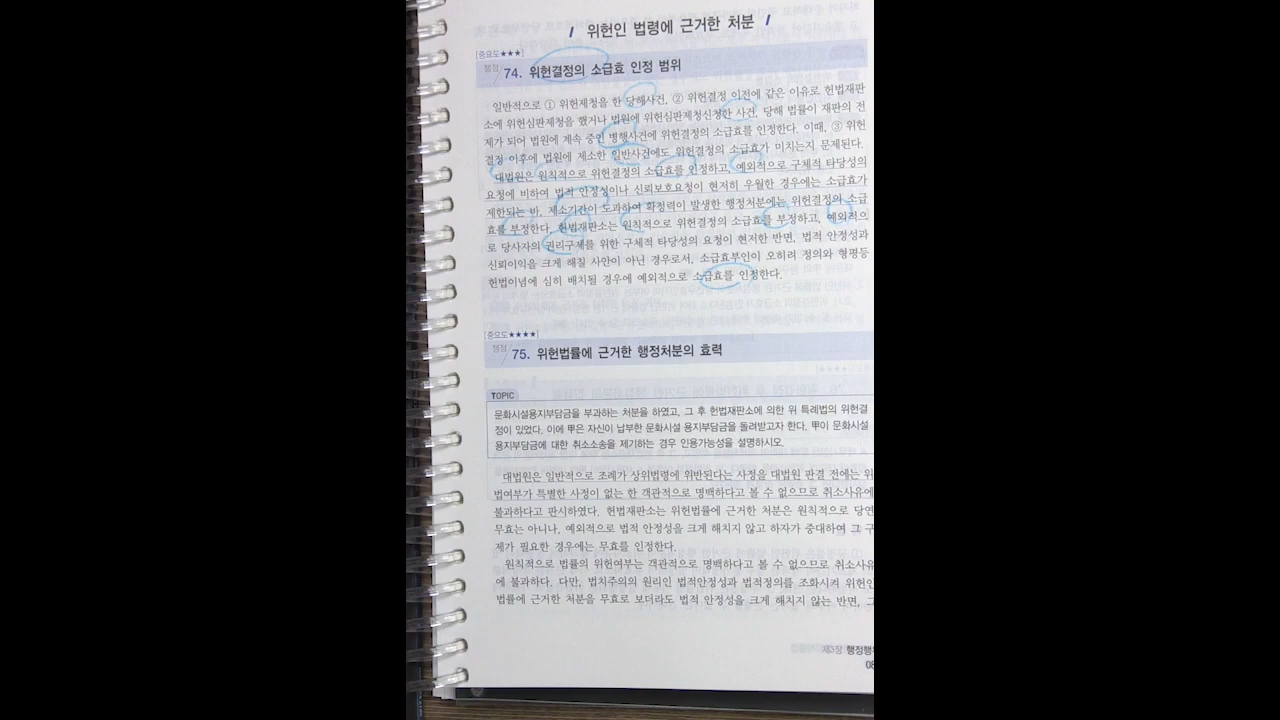 위헌인 법령에 근거한 처분
[중요도★★★]
쟁점 74. 위헌결정의 소급효 인정 범위
일반적으로 ① 위헌제청을 한 당해사건, ② 위헌결정 이전에 같은 이유로 헌법재판
소에 위헌심판제청을 했거나 법원에 위헌심판제청신청한 사건, 당해 법률이 재판의 전
제가 되어 법원에 계속 중인 병행사건에 위헌결정의 소급효를 인정한다. 이때, ③ 위헌
결정 이후에 법원에 제소한 일반사건에도 위헌결정의 소급효가 미치는지 문제된다.
대법원은 원칙적으로 위헌결정의 소급효를 인정하고, 예외적으로 구체적 타당성의
요청에 비하여 법적 안정성이나 신뢰보호요청이 현저히 우월한 경우에는 소급효가
제한되는 바, 제소기간이 도과하여 확정력이 발생한 행정처분에는 위헌결정의 소급
효를 부정한다. 헌법재판소는 원칙적으로 위헌결정의 소급효를 부정하고, 예외적으
로 당사자의 권리구제를 위한 구체적 타당성의 요청이 현저한 반면, 법적 안정성과
신뢰이익을 크게 해칠 사안이 아닌 경우로서, 소급효부인이 오히려 정의와 형평등
헌법이념에 심히 배치될 경우에 예외적으로 소급효를 인정한다.
[중요도★★★★]
쟁점 75. 위헌법률에 근거한 행정처분의 효력
TOPIC
문화시설용지부담금을 부과하는 처분을 하였고, 그 후 헌법재판소에 의한 위 특례법의 위헌결
정이 있었다. 이에 甲은 자신이 납부한 문화시설 용지부담금을 돌려받고자 한다. 甲이 문화시설
용지부담금에 대한 취소소송을 제기하는 경우 인용가능성을 설명하시오.
대법원은 일반적으로 조례가 상위법령에 위반된다는 사정을 대법원 판결 전에는 위
법여부가 특별한 사정이 없는 한 객관적으로 명백하다고 볼 수 없으므로 취소사유에
불과하다고 판시하였다. 헌법재판소는 위헌법률에 근거한 처분은 원칙적으로 당연
무효는 아니나, 예외적으로 법적 안정성을 크게 해치지 않고 하자가 중대하여 그 구
제가 필요한 경우에는 무효를 인정한다.
원칙적으로 법률의 위헌여부는 객관적으로 명백하다고 볼 수 없으므로 취소사유
에 불과하다. 다만, 법치주의의 원리인 법적안정성과 법적정의를 조화시켜 위헌인
법률에 근거한 처분을 무효로 보더라도 법적 안정성을 크게 해치지 않는 반면, 그
제2장 행정행위